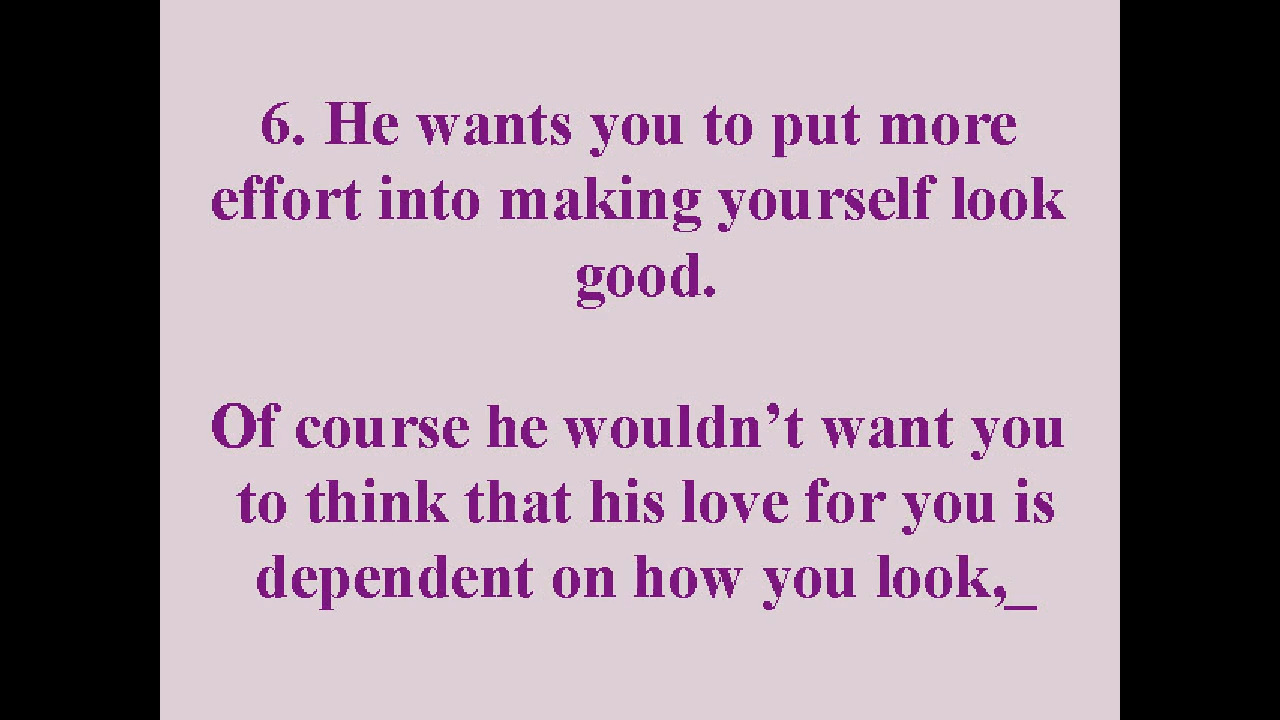 6. He wants you to put more
effort into making yourself look
good.
Of course he wouldn’t want you
to think that his love for you is
dependent on how you look,_